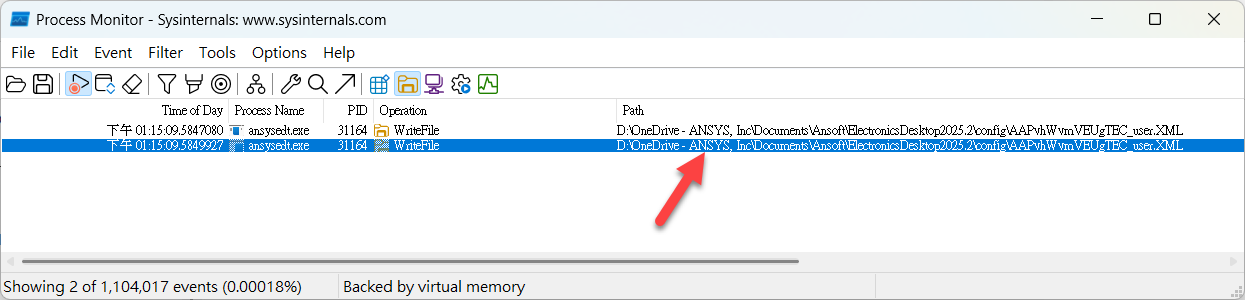 Process Monitor - Sysinternals: www.sysinternals.com
File Edit Event Filter Tools Options Help
Time of Day Process Name PID Operation Path
下午 01:15:09.5847080 ansysedt.exe 31164 WriteFile D:\OneDrive - ANSYS, Inc\Documents\Ansoft\ElectronicsDesktop2025.2\config\AAPvhWvmVEUgTEC_user.XML
下午 01:15:09.5849927 ansysedt.exe 31164 WriteFile D:\OneDrive - ANSYS, Inc\Documents\Ansoft\ElectronicsDesktop2025.2\config\AAPvhWvmVEUgTEC_user.XML
Showing 2 of 1,104,017 events (0.00018%) Backed by virtual memory